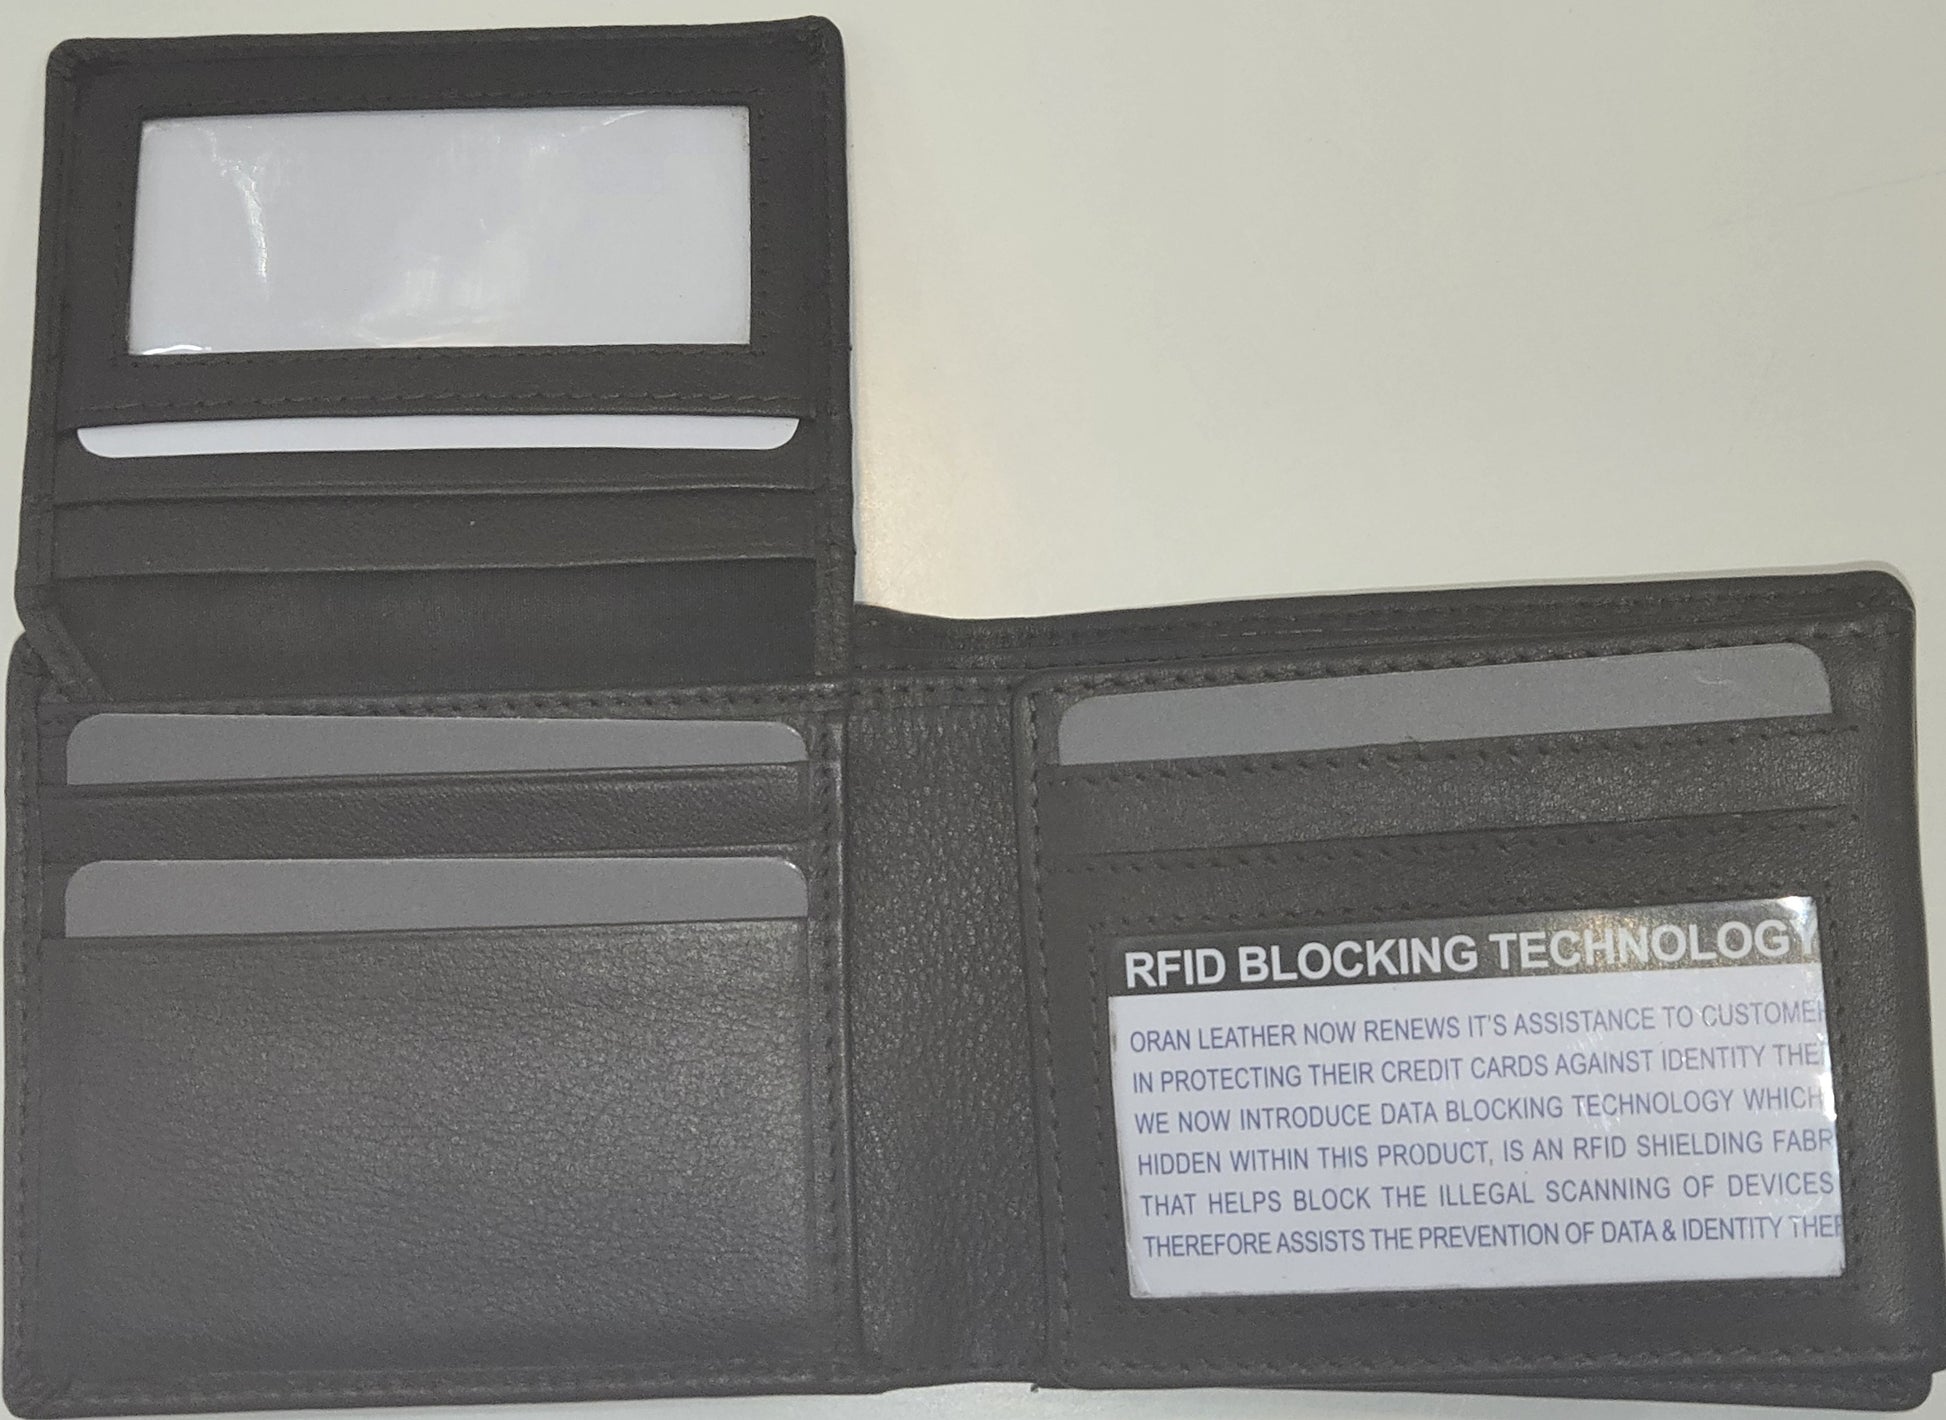 RFID BLOCKING TECHNOLOGY
ORAN LEATHER NOW RENEWS IT'S ASSISTANCE TO CUSTOMER
IN PROTECTING THEIR CREDIT CARDS AGAINST IDENTITY THE
WE NOW INTRODUCE DATA BLOCKING TECHNOLOGY WHICH
HIDDEN WITHIN THIS PRODUCT, IS AN RFID SHIELDING FABR
THAT HELPS BLOCK THE ILLEGAL SCANNING OF DEVICES
THEREFORE ASSISTS THE PREVENTION OF DATA & IDENTITY THEF